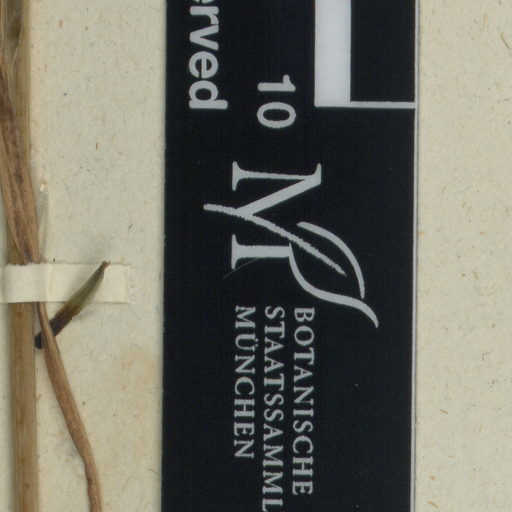 erved
10
BOTANISCHE
STAATSSAMML
MÜNCHEN